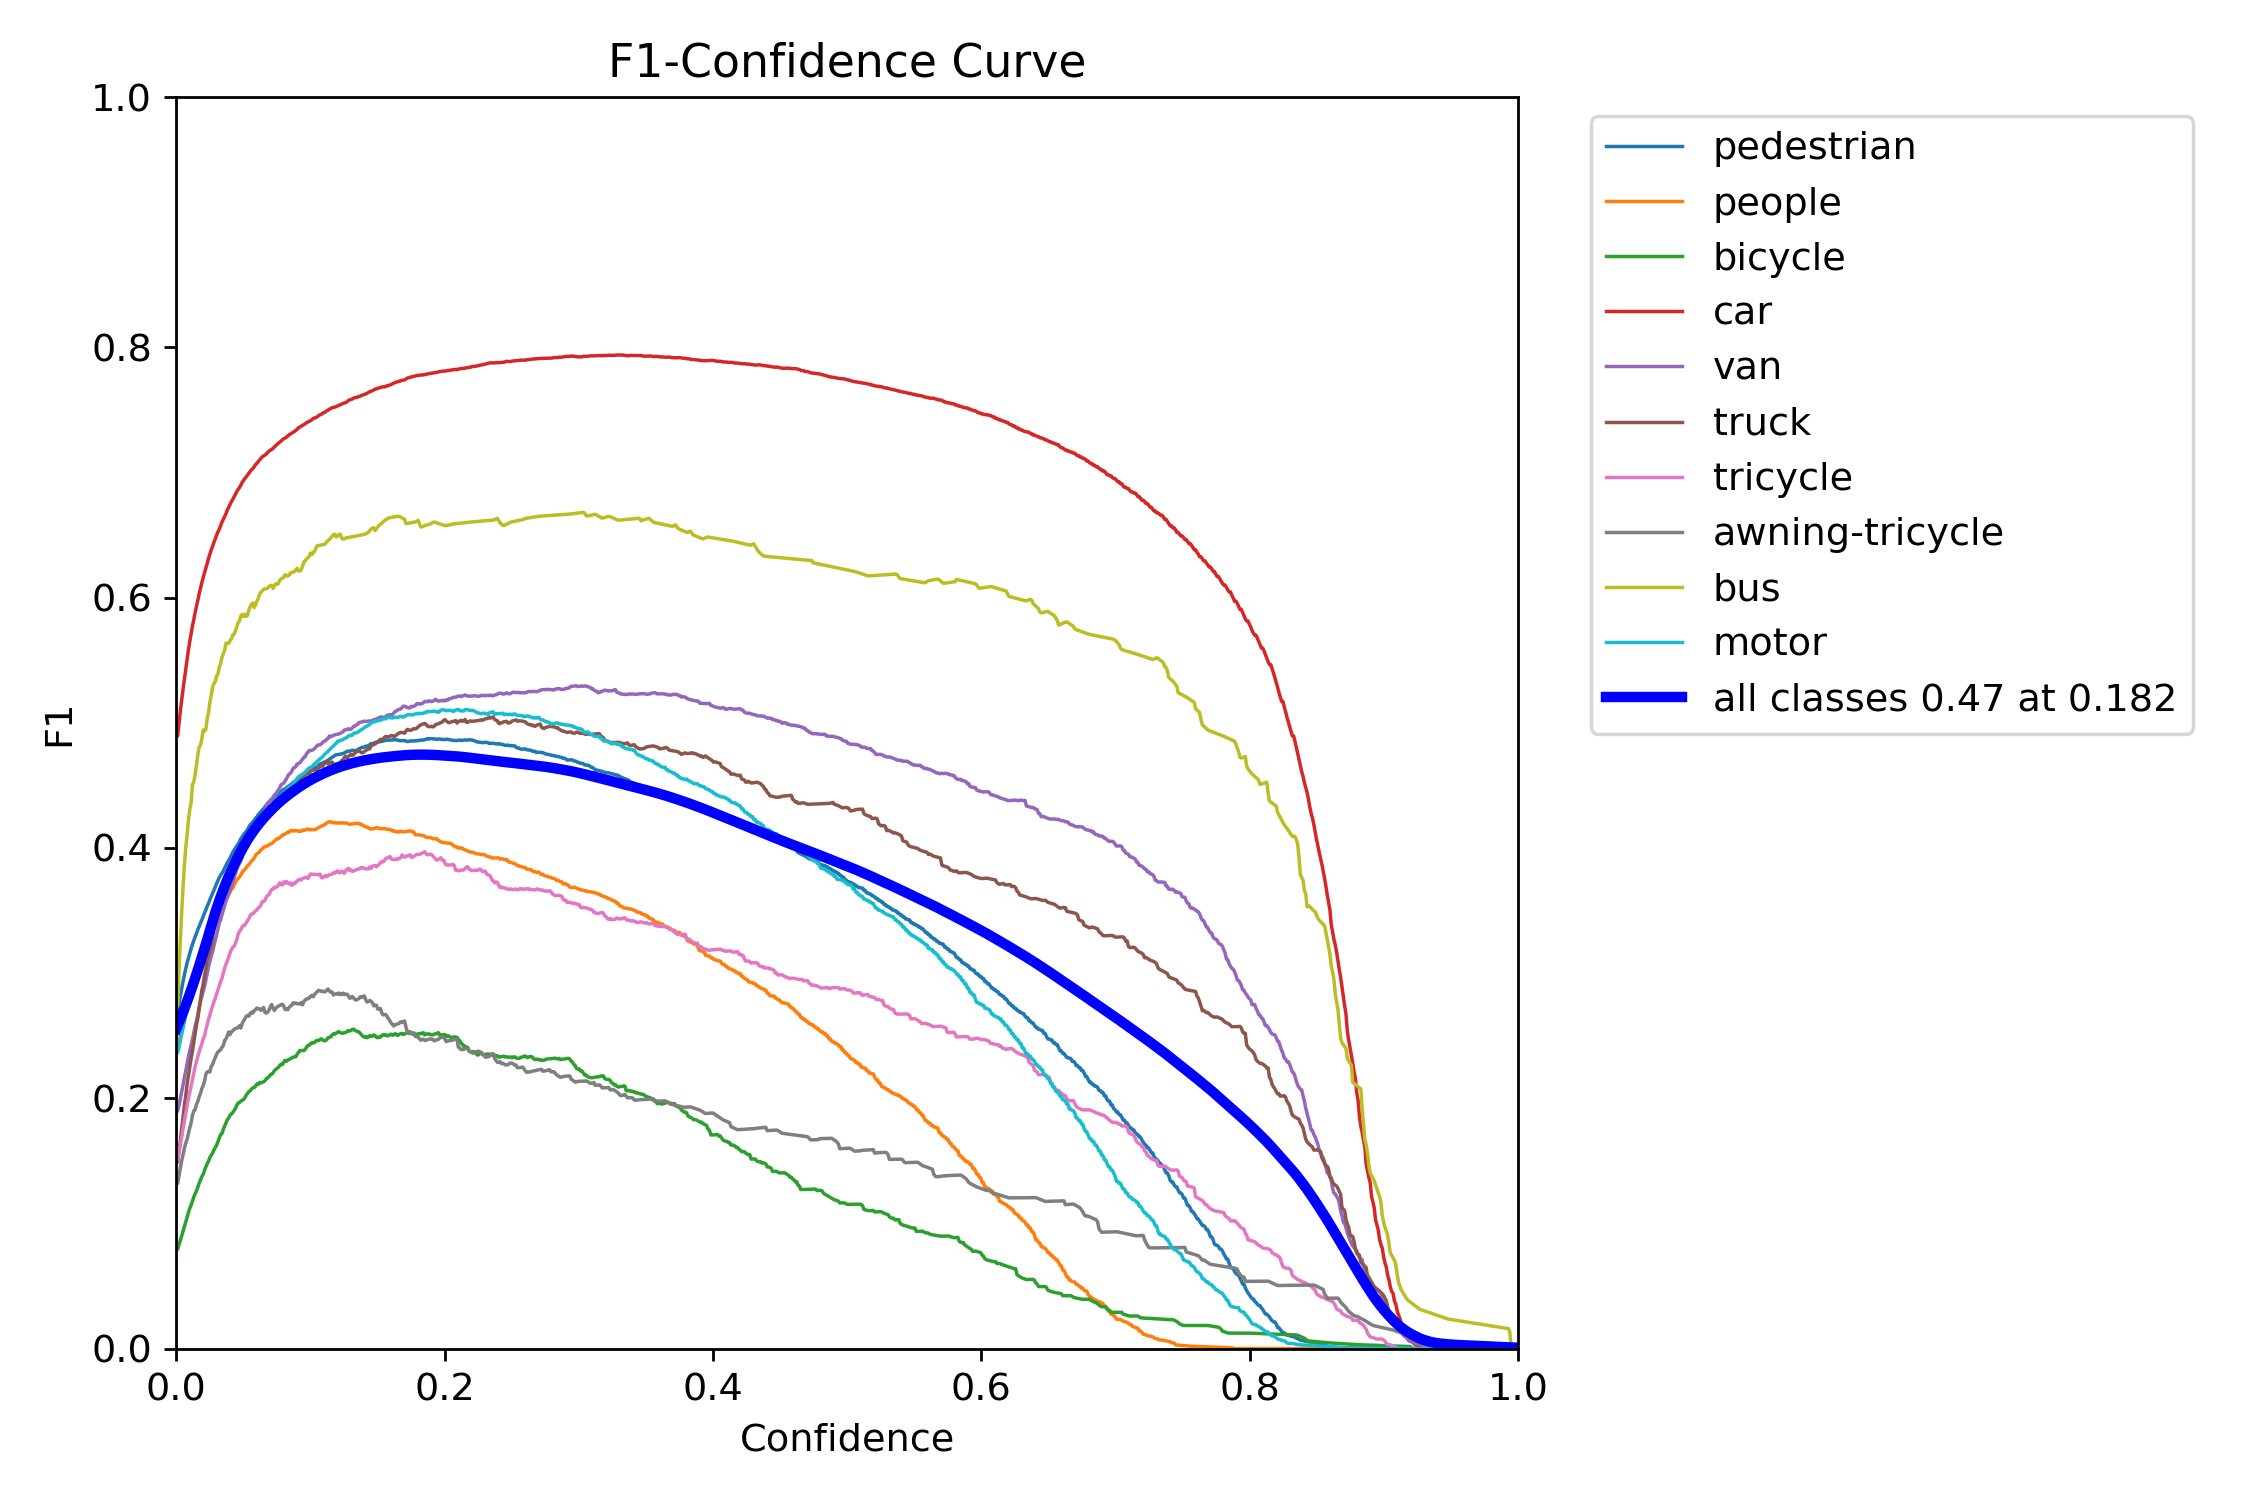 F1-Confidence Curve
1.0
0.8
0.6
0.4
0.2
0.0
F1
0.0 0.2 0.4 0.6 0.8 1.0
Confidence
pedestrian
people
bicycle
car
van
truck
tricycle
awning-tricycle
bus
motor
all classes 0.47 at 0.182